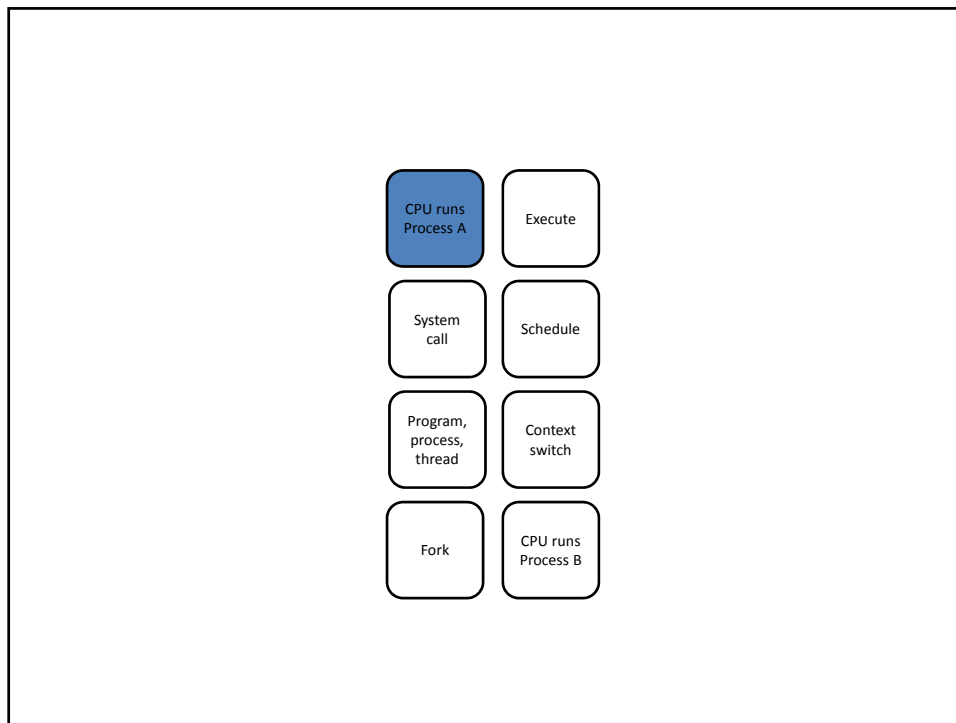 CPU runs
Process A
Execute
System
call
Schedule
Program,
process,
thread
Context
switch
Fork
CPU runs
Process B